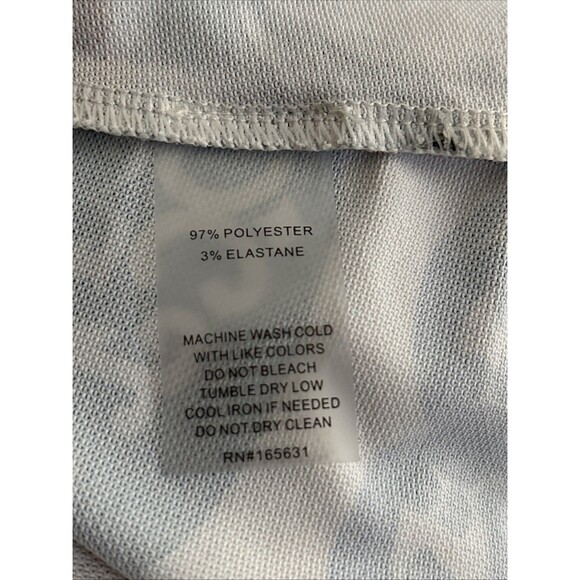 97% POLYESTER
3% ELASTANE
MACHINE WASH COLD
WITH LIKE COLORS
DO NOT BLEACH
TUMBLE DRY LOW
COOL IRON IF NEEDED
DO NOT DRY CLEAN
RN#165631